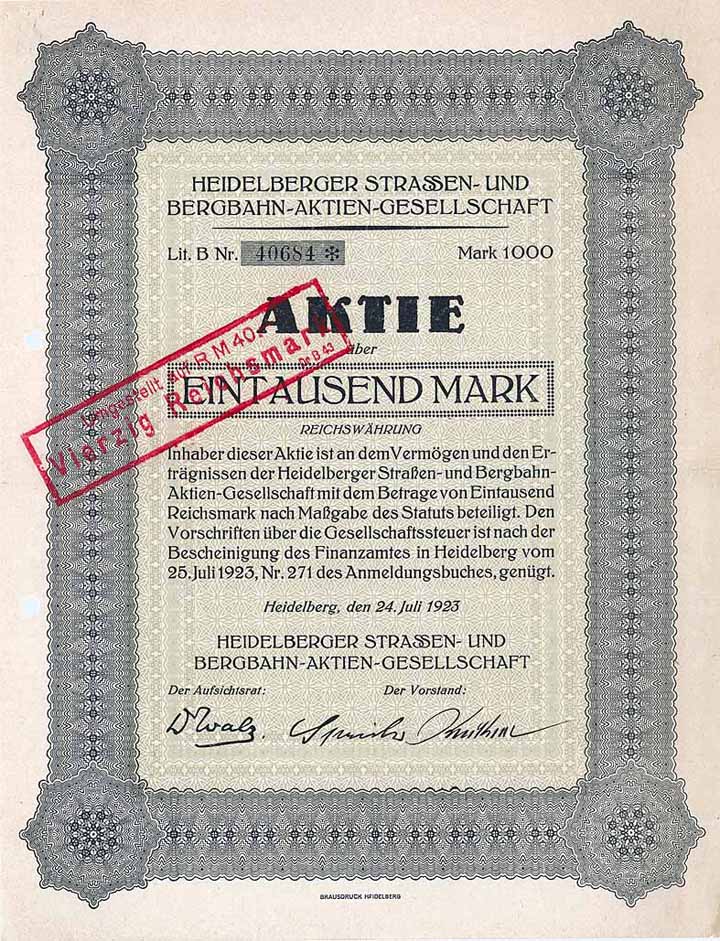 HEIDELBERGER STRAẞEN- UND
BERGBAHN-AKTIEN-GESELLSCHAFT
Lit. B Nr. 40684 ✻ Mark 1000
AKTIE
über
EINTAUSEND MARK
REICHSWÄHRUNG
Umgestellt auf R M 40.-
Vierzig Reichsmark
Inhaber dieser Aktie ist an dem Vermögen und den Er-
trägnissen der Heidelberger Straßen- und Bergbahn-
Aktien-Gesellschaft mit dem Betrage von Eintausend
Reichsmark nach Maßgabe des Statuts beteiligt. Den
Vorschriften über die Gesellschaftssteuer ist nach der
Bescheinigung des Finanzamtes in Heidelberg vom
25. Juli 1923, Nr. 271 des Anmeldungsbuches, genügt.
Heidelberg, den 24. Juli 1923
HEIDELBERGER STRAẞEN- UND
BERGBAHN-AKTIEN-GESELLSCHAFT
Der Aufsichtsrat: Der Vorstand:
D Walz.
BRAUSDRUCK HEIDELBERG